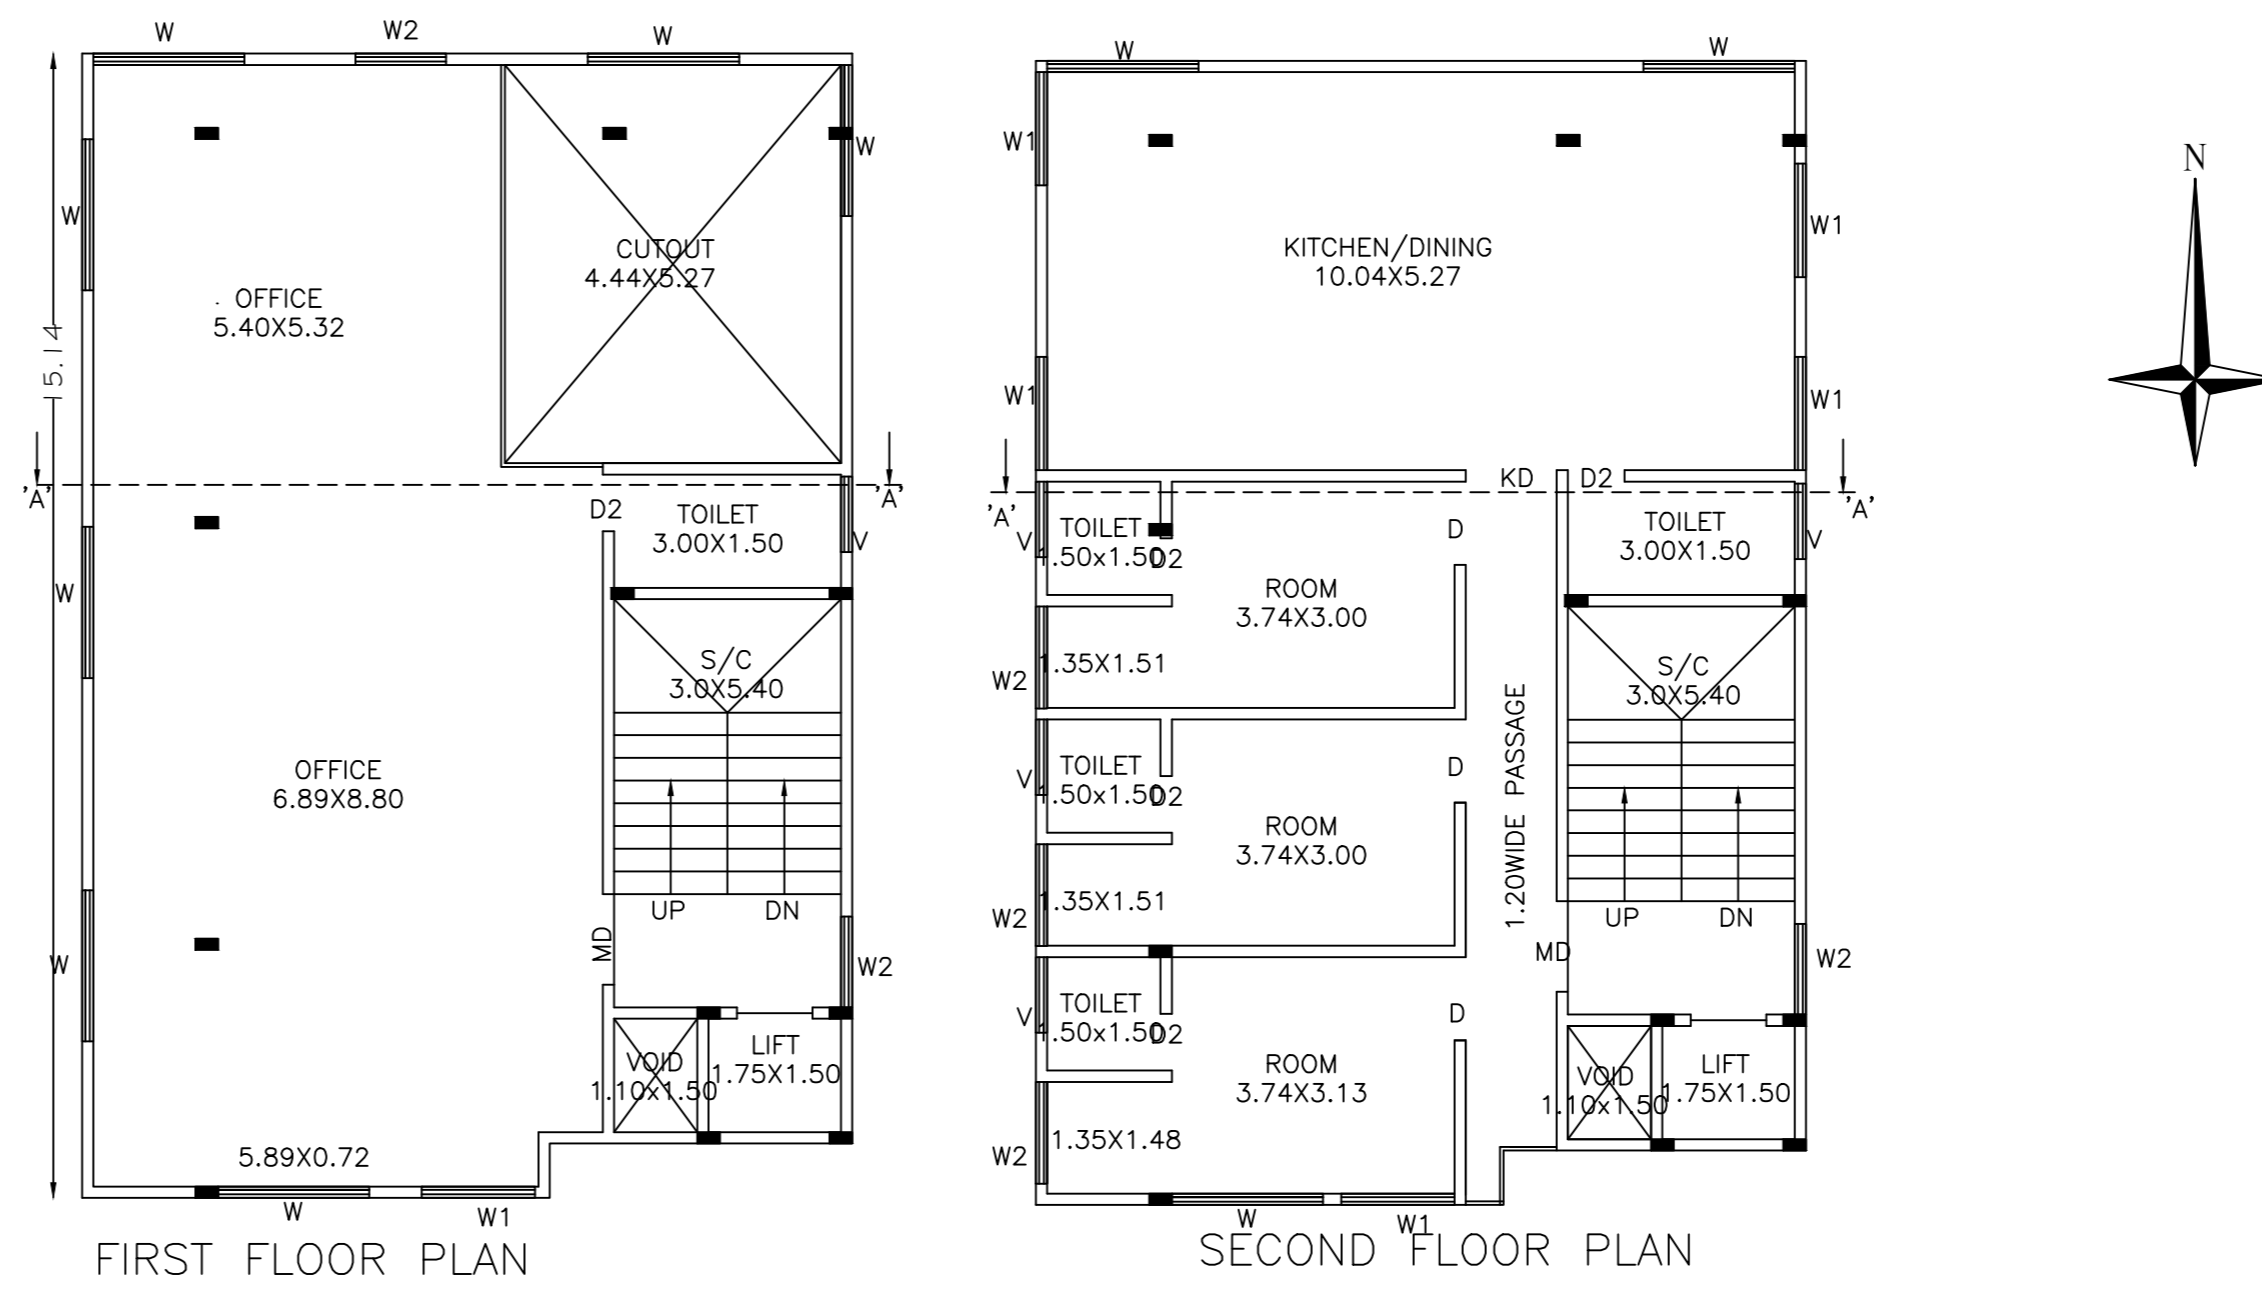 W
W2
W
W
W
OFFICE
5.40X5.32
CUTOUT
4.44X5.27
15.14
'A'
'A'
D2
TOILET
3.00X1.50
V
W
S/C
3.0X5.40
OFFICE
6.89X8.80
UP
DN
MD
W
W2
VOID
1.10x1.50
LIFT
1.75X1.50
5.89X0.72
W
W1
FIRST FLOOR PLAN
W
W
W1
W1
KITCHEN/DINING
10.04X5.27
W1
W1
KD
D2
'A'
'A'
TOILET
1.50x1.50
V
D2
D
TOILET
3.00X1.50
V
ROOM
3.74X3.00
1.35X1.51
W2
S/C
3.0X5.40
1.20WIDE PASSAGE
TOILET
1.50x1.50
V
D2
D
ROOM
3.74X3.00
1.35X1.51
W2
UP
DN
MD
W2
TOILET
1.50x1.50
V
D2
D
ROOM
3.74X3.13
VOID
1.10x1.50
LIFT
1.75X1.50
1.35X1.48
W2
W
W1
SECOND FLOOR PLAN
N